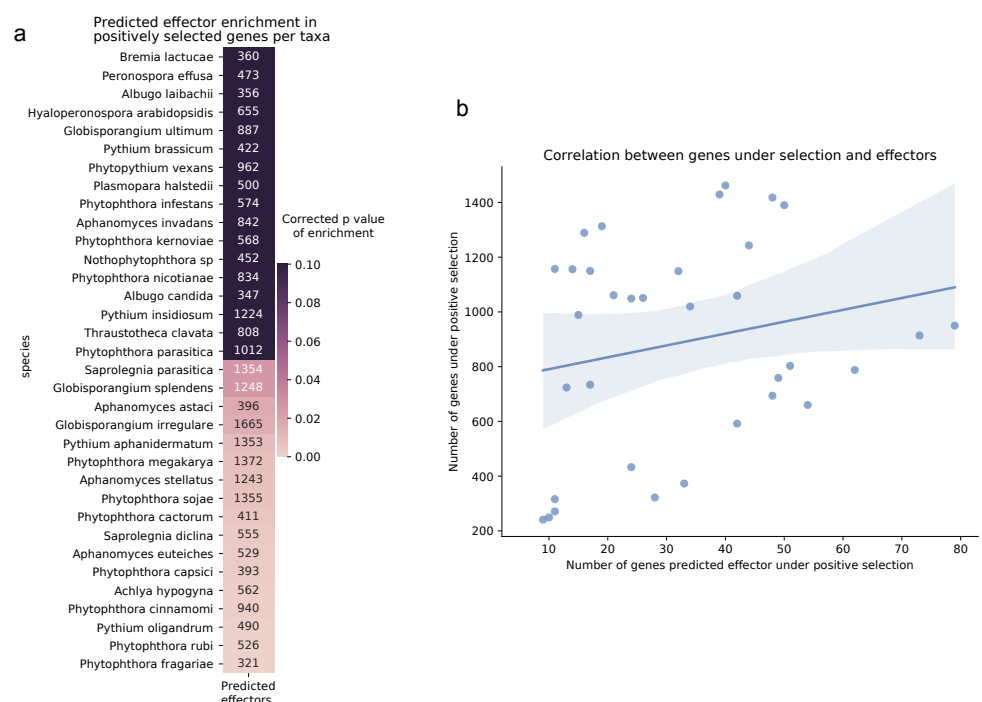 a
Predicted effector enrichment in
positively selected genes per taxa
species
Bremia lactucae 360
Peronospora effusa 473
Albugo laibachii 356
Hyaloperonospora arabidopsidis 655
Globisporangium ultimum 887
Pythium brassicum 422
Phytopythium vexans 962
Plasmopara halstedii 500
Phytophthora infestans 574
Aphanomyces invadans 842
Phytophthora kernoviae 568
Nothophytophthora sp 452
Phytophthora nicotianae 834
Albugo candida 347
Pythium insidiosum 1224
Thraustotheca clavata 808
Phytophthora parasitica 1012
Saprolegnia parasitica 1354
Globisporangium splendens 1248
Aphanomyces astaci 396
Globisporangium irregulare 1665
Pythium aphanidermatum 1353
Phytophthora megakarya 1372
Aphanomyces stellatus 1243
Phytophthora sojae 1355
Phytophthora cactorum 411
Saprolegnia diclina 555
Aphanomyces euteiches 529
Phytophthora capsici 393
Achlya hypogyna 562
Phytophthora cinnamomi 940
Pythium oligandrum 490
Phytophthora rubi 526
Phytophthora fragariae 321
Predicted
effectors
Corrected p value
of enrichment
0.10
0.08
0.06
0.04
0.02
0.00
b
Correlation between genes under selection and effectors
Number of genes under positive selection
1400
1200
1000
800
600
400
200
10 20 30 40 50 60 70 80
Number of genes predicted effector under positive selection